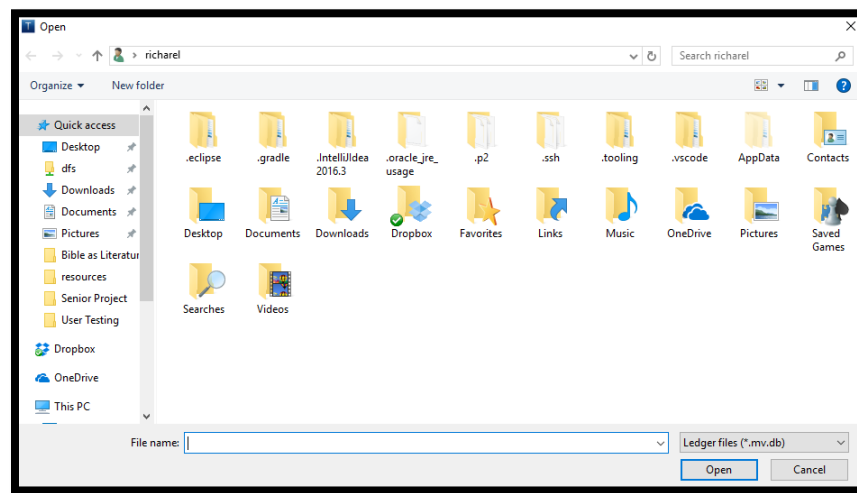 Open
richarel
Search richarel
Organize
New folder
Quick access
Desktop
dfs
Downloads
Documents
Pictures
Bible as Literatur
resources
Senior Project
User Testing
Dropbox
OneDrive
This PC
.eclipse
.gradle
.IntelliJIdea
2016.3
.oracle_jre_
usage
.p2
.ssh
.tooling
.vscode
AppData
Contacts
Desktop
Documents
Downloads
Dropbox
Favorites
Links
Music
OneDrive
Pictures
Saved
Games
Searches
Videos
File name:
Ledger files (*.mv.db)
Open
Cancel